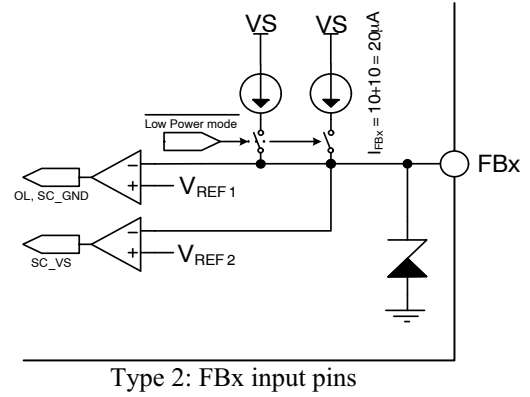 VS VS
I_FBx = 10+10 = 20µA
Low Power mode
FBx
− +
V_REF1
OL, SC_GND
− +
V_REF2
SC_VS
Type 2: FBx input pins